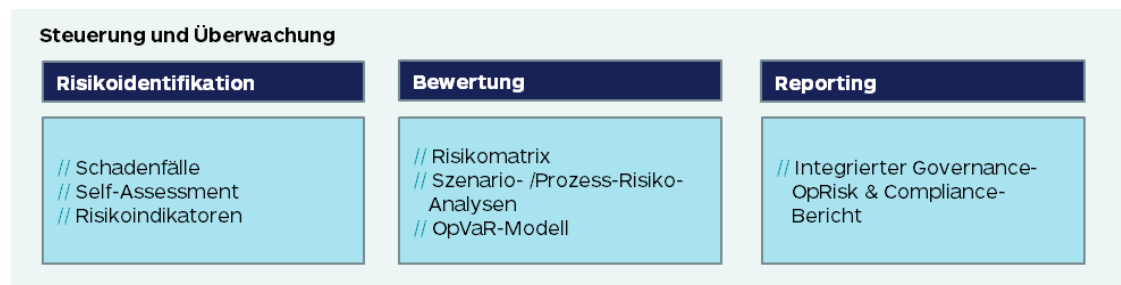 Steuerung und Überwachung
Risikoidentifikation
// Schadenfälle
// Self-Assessment
// Risikoindikatoren
Bewertung
// Risikomatrix
// Szenario- /Prozess-Risiko-
Analysen
// OpVaR-Modell
Reporting
// Integrierter Governance-
OpRisk & Compliance-
Bericht